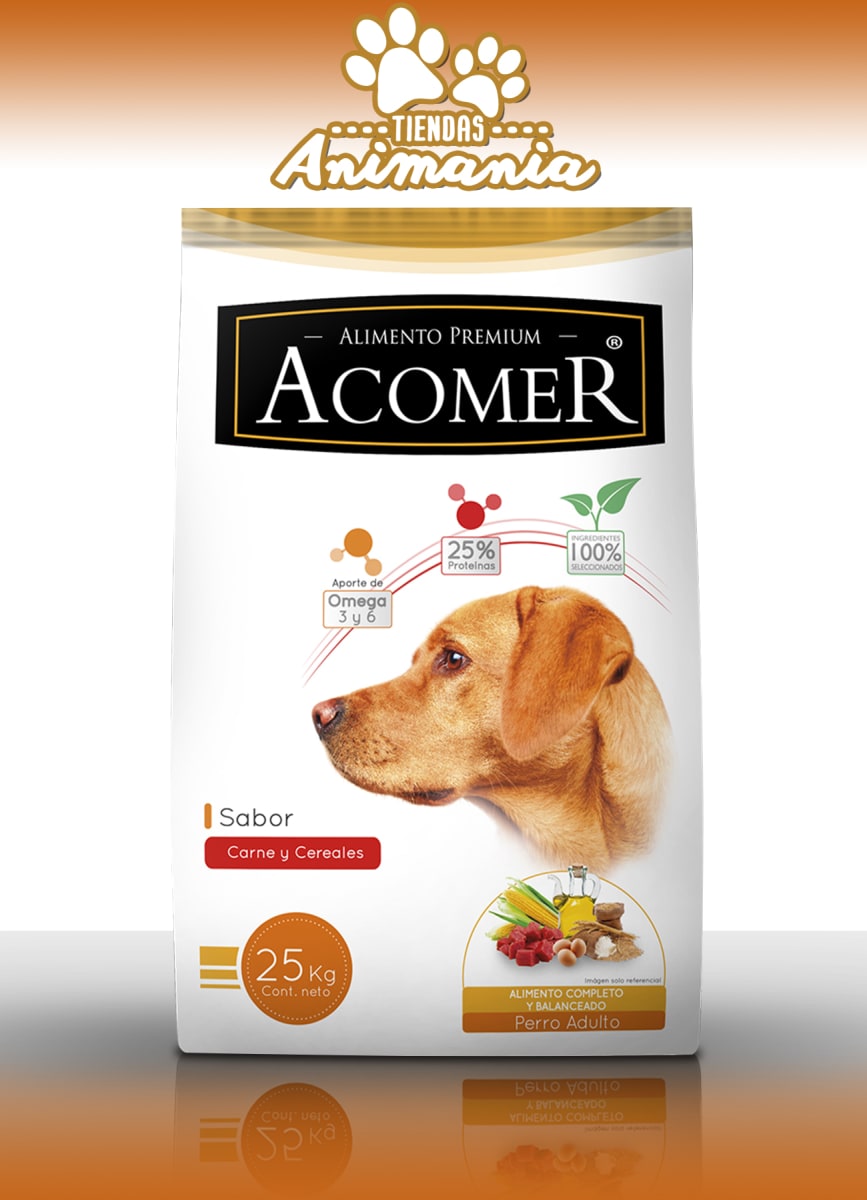 TIENDAS
Animania
ALIMENTO PREMIUM
ACOMER®
Aporte de
Omega
3 y 6
25%
Proteínas
INGREDIENTES
100%
SELECCIONADOS
Sabor
Carne y Cereales
25Kg
Cont. neto
Imágen solo referencial
ALIMENTO COMPLETO
Y BALANCEADO
Perro Adulto